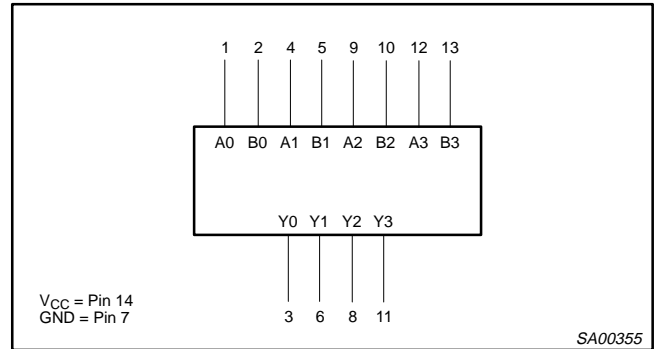 1 2 4 5 9 10 12 13
A0 B0 A1 B1 A2 B2 A3 B3
Y0 Y1 Y2 Y3
VCC = Pin 14
GND = Pin 7
3 6 8 11
SA00355